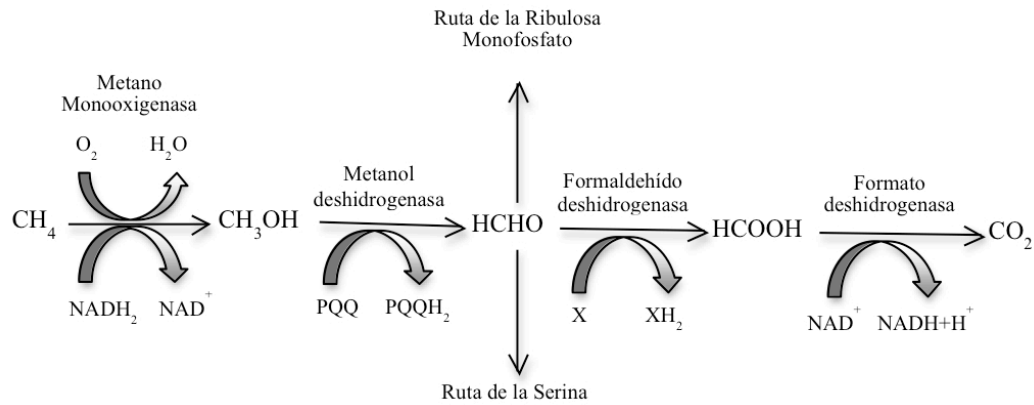 Ruta de la Ribulosa
Monofosfato
Metano
Monooxigenasa
O₂ H₂O
Metanol
deshidrogenasa
Formaldehído
deshidrogenasa
Formato
deshidrogenasa
CH₄ CH₃OH HCHO HCOOH CO₂
NADH₂ NAD⁺ PQQ PQQH₂ X XH₂ NAD⁺ NADH+H⁺
Ruta de la Serina